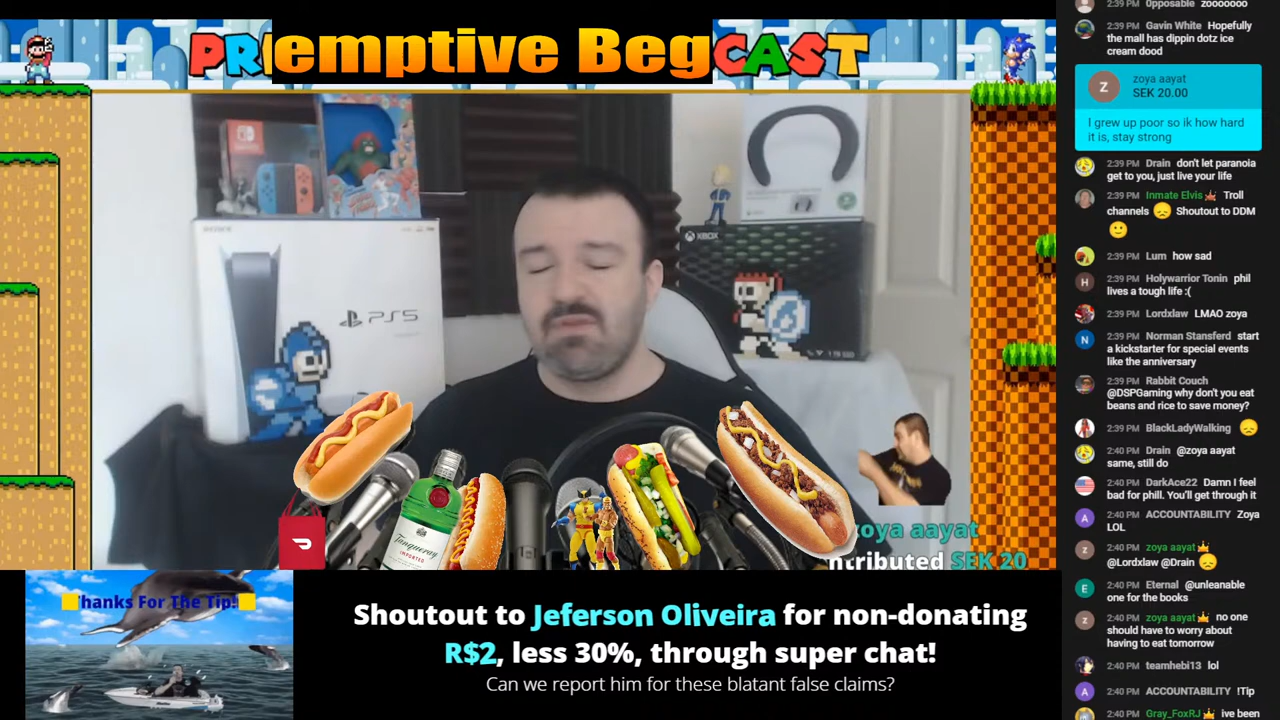 PR
emptive Beg
CAST
SONY
PS5
XBOX
Tanqueray
IMPORTED
zoya aayat
ntributed SEK 20
Thanks For The Tip!
Shoutout to Jeferson Oliveira for non-donating
R$2, less 30%, through super chat!
Can we report him for these blatant false claims?
0pposable zooooooo
Gavin White Hopefully
the mall has dippin dotz ice
cream dood
Z
zoya aayat
SEK 20.00
I grew up poor so ik how hard
it is, stay strong
2:39 PM Drain don't let paranoia
get to you, just live your life
2:39 PM Inmate Elvis Troll
channels Shoutout to DDM
2:39 PM Lum how sad
H
2:39 PM Holywarrior Tonin phil
lives a tough life :(
2:39 PM Lordxlaw LMAO zoya
N
2:39 PM Norman Stansferd start
a kickstarter for special events
like the anniversary
2:39 PM Rabbit Couch
@DSPGaming why don't you eat
beans and rice to save money?
2:39 PM BlackLadyWalking
2:40 PM Drain @zoya aayat
same, still do
2:40 PM DarkAce22 Damn I feel
bad for phill. You'll get through it
A
2:40 PM ACCOUNTABILITY Zoya
LOL
z
2:40 PM zoya aayat
@Lordxlaw @Drain
E
2:40 PM Eternal @unleanable
one for the books
z
2:40 PM zoya aayat no one
should have to worry about
having to eat tomorrow
2:40 PM teamhebi13 lol
A
2:40 PM ACCOUNTABILITY !Tip
2:40 PM Gray_FoxRJ ive been